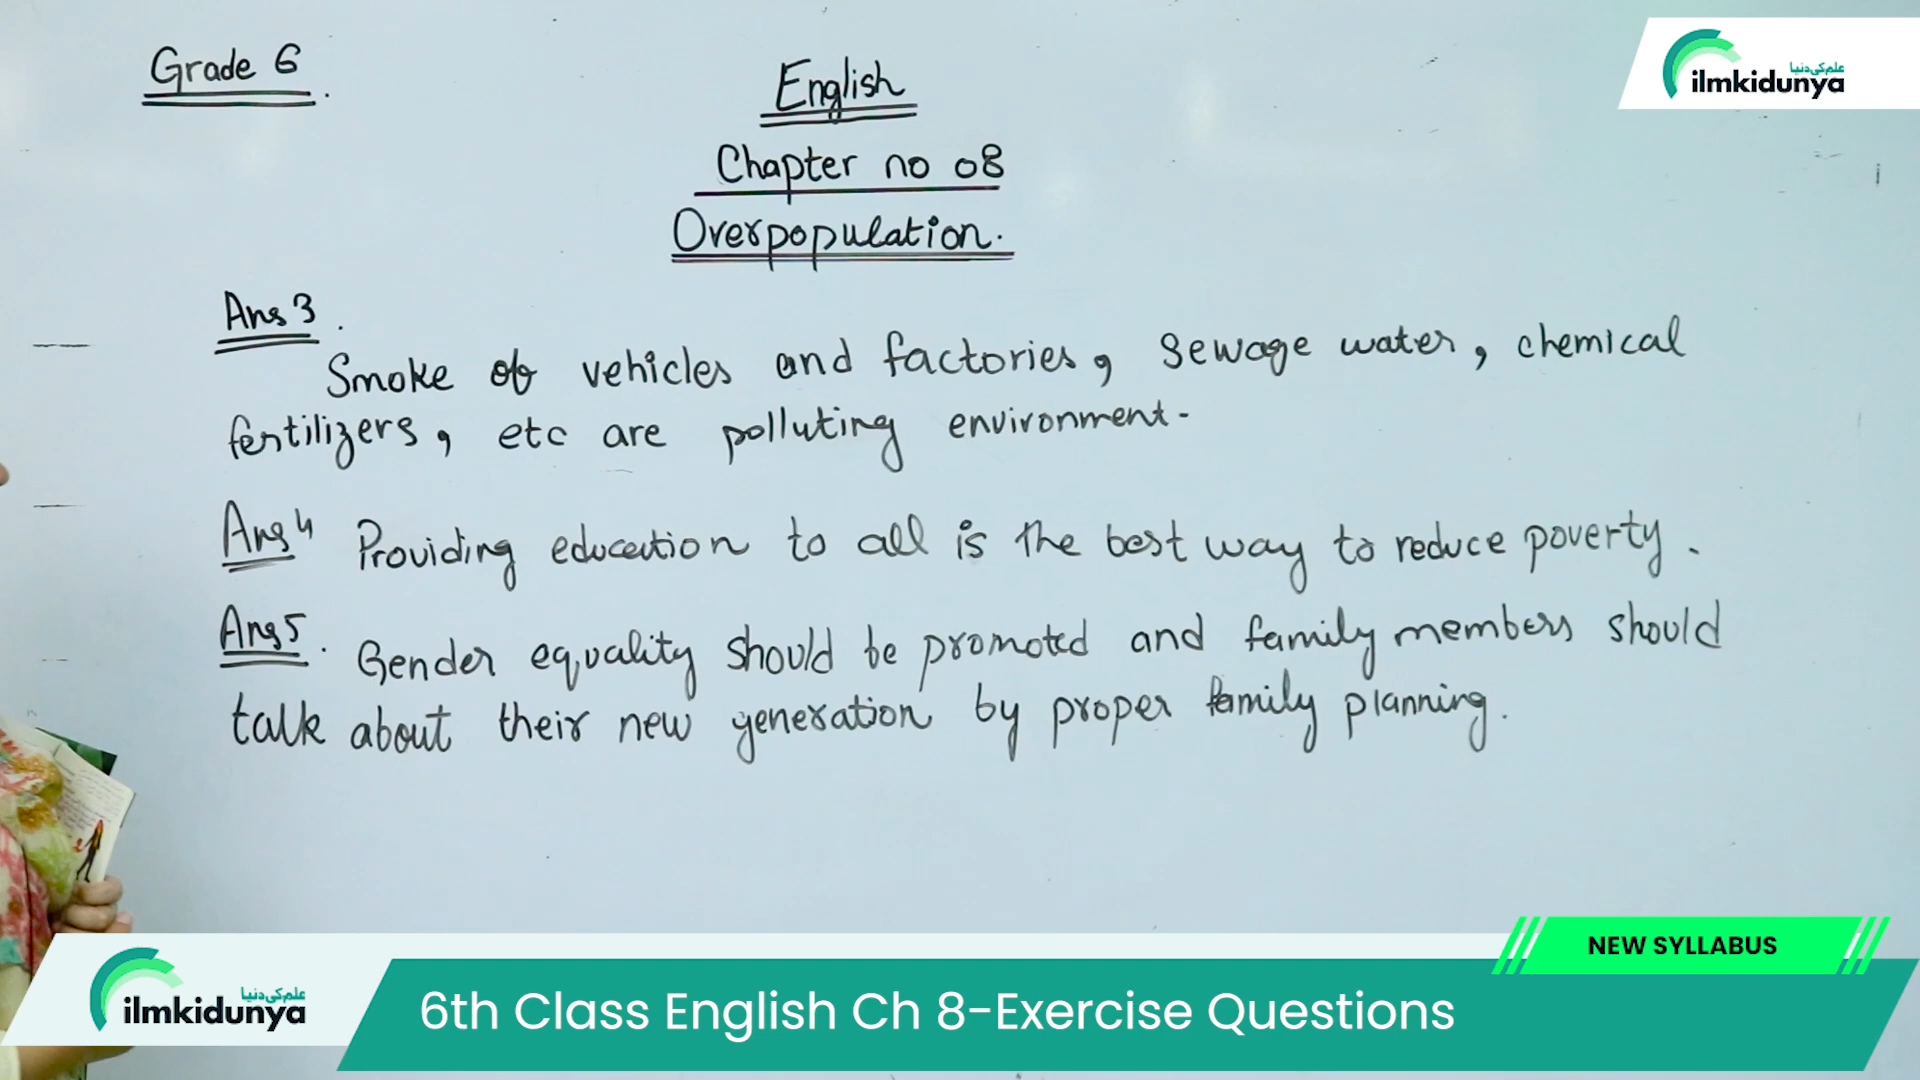 Grade 6.
علم کی دنیا
ilmkidunya
English
Chapter no 08
Overpopulation.
Ans 3.
Smoke of vehicles and factories, Sewage water, chemical
fertilizers, etc are polluting environment.
Ans 4 Providing education to all is the best way to reduce poverty.
Ans 5. Gender equality should be promoted and family members should
talk about their new generation by proper family planning.
NEW SYLLABUS
علم کی دنیا
ilmkidunya
6th Class English Ch 8-Exercise Questions